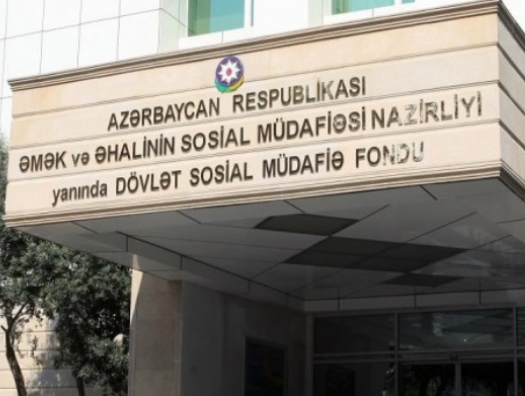 AZƏRBAYCAN RESPUBLİKASI
ƏMƏK və ƏHALİNİN SOSİAL MÜDAFİƏSİ NAZİRLİYİ
yanında DÖVLƏT SOSİAL MÜDAFİƏ FONDU